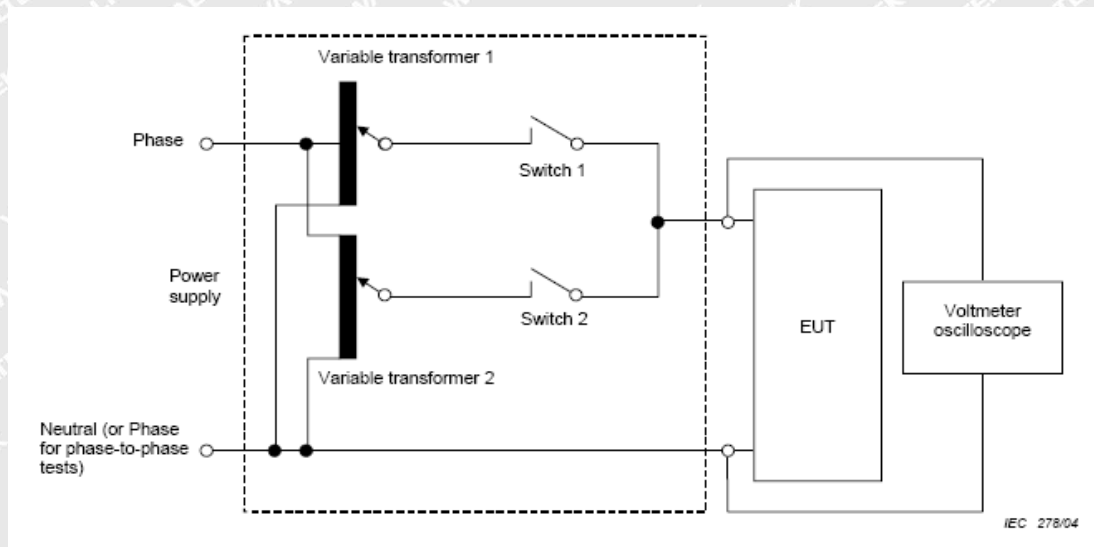 Variable transformer 1
Phase
Switch 1
Power
supply
Switch 2
EUT
Voltmeter
oscilloscope
Variable transformer 2
Neutral (or Phase
for phase-to-phase
tests)
IEC 278/04